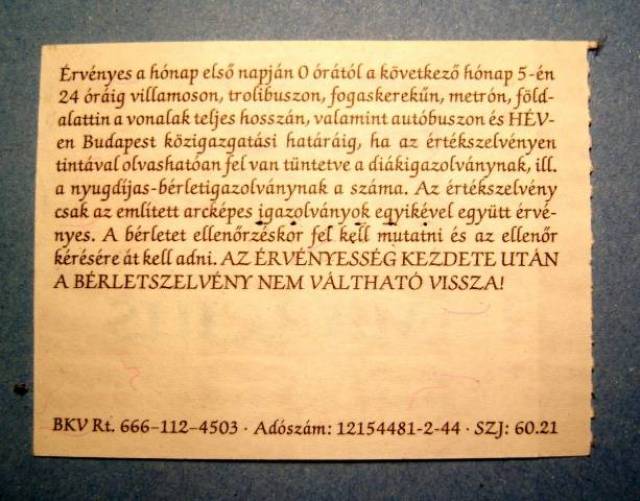 Érvényes a hónap első napján 0 órától a következő hónap 5-én
24 óráig villamoson, trolibuszon, fogaskerekűn, metrón, föld-
alattin a vonalak teljes hosszán, valamint autóbuszon és HÉV-
en Budapest közigazgatási határáig, ha az értékszelvényen
tintával olvashatóan fel van tüntetve a diákigazolványnak, ill.
a nyugdíjas-bérletigazolványnak a száma. Az értékszelvény
csak az említett arcképes igazolványok egyikével együtt érvé-
nyes. A bérletet ellenőrzéskor fel kell mutatni és az ellenőr
kérésére át kell adni. AZ ÉRVÉNYESSÉG KEZDETE UTÁN
A BÉRLETSZELVÉNY NEM VÁLTHATÓ VISSZA!
BKV Rt. 666-112-4503 · Adószám: 12154481-2-44 · SZJ: 60.21